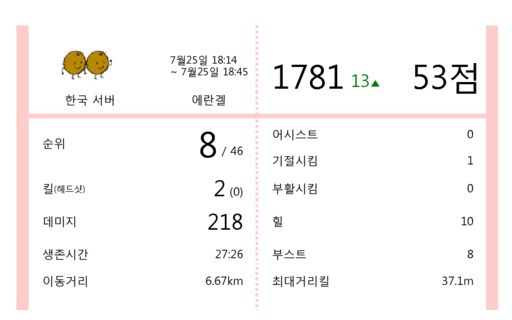 7월25일 18:14
~ 7월25일 18:45
한국 서버
에란겔
1781 13▲
53점
순위 8 / 46
킬(헤드샷) 2 (0)
데미지 218
생존시간 27:26
이동거리 6.67km
어시스트 0
기절시킴 1
부활시킴 0
힐 10
부스트 8
최대거리킬 37.1m